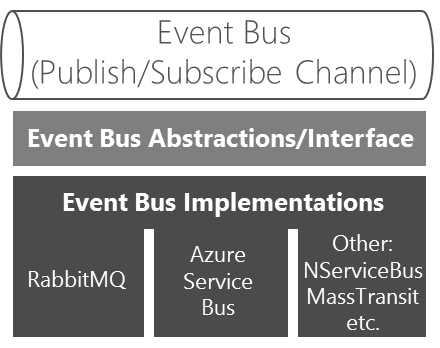 Event Bus
(Publish/Subscribe Channel)
Event Bus Abstractions/Interface
Event Bus Implementations
RabbitMQ
Azure
Service
Bus
Other:
NServiceBus
MassTransit
etc.